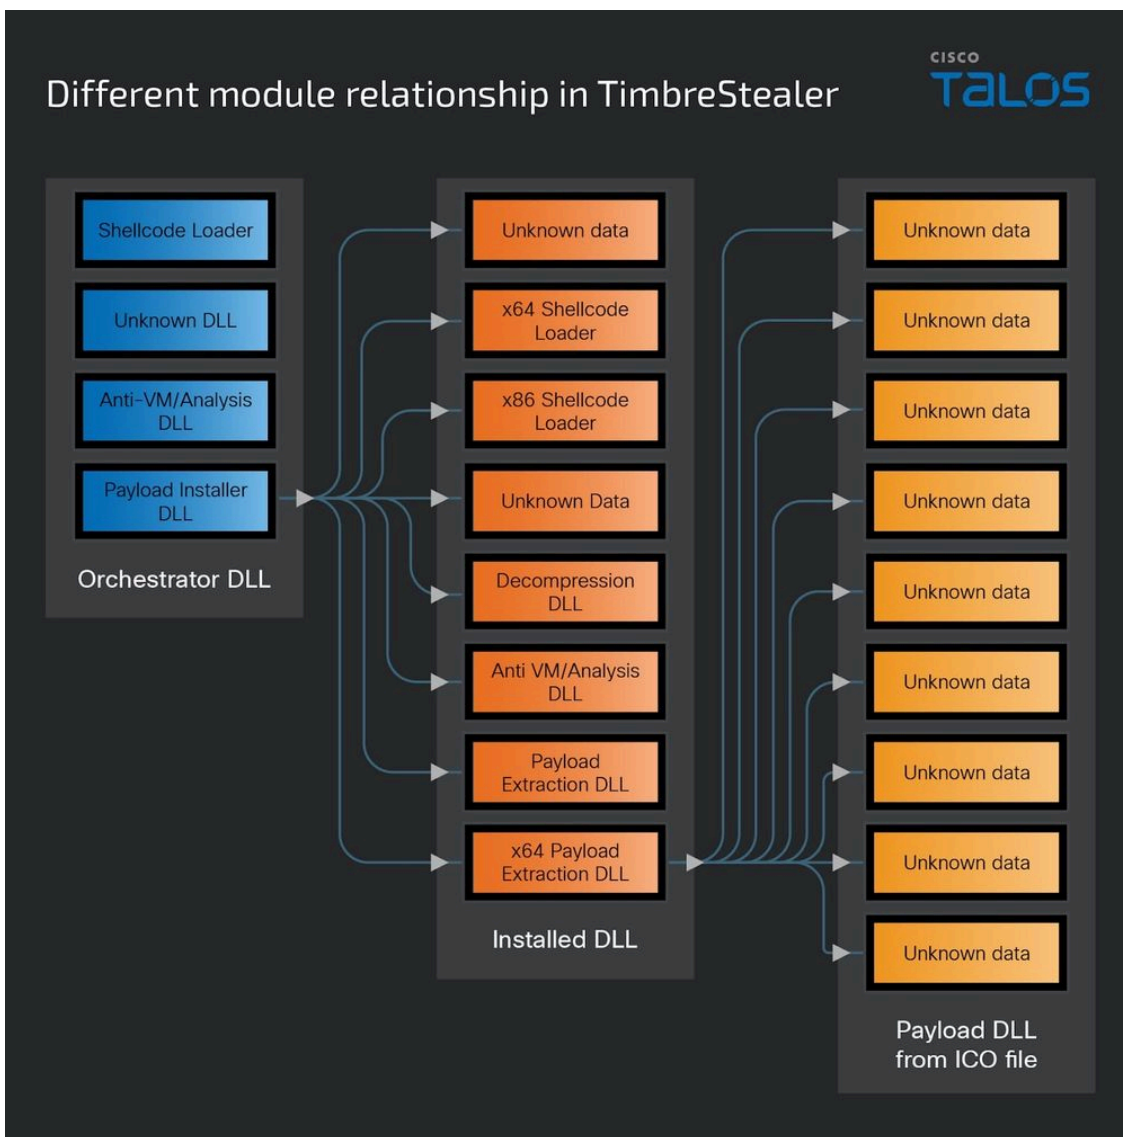 Different module relationship in TimbreStealer
CISCO
TALOS
Shellcode Loader
Unknown DLL
Anti-VM/Analysis
DLL
Payload Installer
DLL
Orchestrator DLL
Unknown data
x64 Shellcode
Loader
x86 Shellcode
Loader
Unknown Data
Decompression
DLL
Anti VM/Analysis
DLL
Payload
Extraction DLL
x64 Payload
Extraction DLL
Installed DLL
Unknown data
Unknown data
Unknown data
Unknown data
Unknown data
Unknown data
Unknown data
Unknown data
Unknown data
Payload DLL
from ICO file